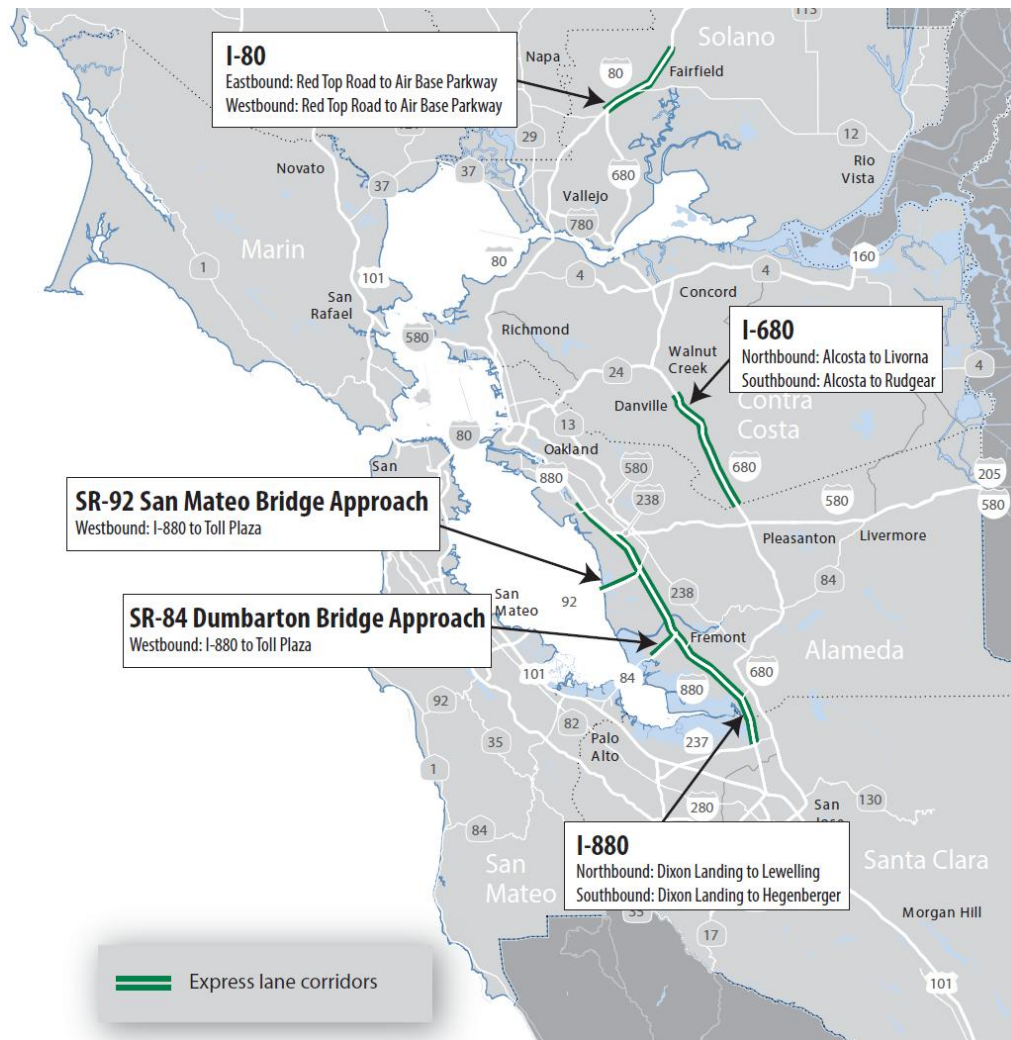 113
Solano
I-80
Eastbound: Red Top Road to Air Base Parkway
Westbound: Red Top Road to Air Base Parkway
Napa
80
Fairfield
29
12
Rio
Vista
Novato
37
37
680
Vallejo
780
Marin
1
101
80
4
4
160
Concord
San
Rafael
580
Richmond
I-680
Northbound: Alcosta to Livorna
Southbound: Alcosta to Rudgear
Walnut
Creek
24
4
Danville
Contra
Costa
13
80
Oakland
San
580
680
205
880
238
580
580
SR-92 San Mateo Bridge Approach
Westbound: I-880 to Toll Plaza
Pleasanton
Livermore
84
San
Mateo
92
238
SR-84 Dumbarton Bridge Approach
Westbound: I-880 to Toll Plaza
Fremont
Alameda
101
84
880
680
92
82
35
Palo
Alto
237
1
280
San
130
84
I-880
Northbound: Dixon Landing to Lewelling
Southbound: Dixon Landing to Hegenberger
San
Mateo
Santa Clara
35
17
Morgan Hill
101
Express lane corridors